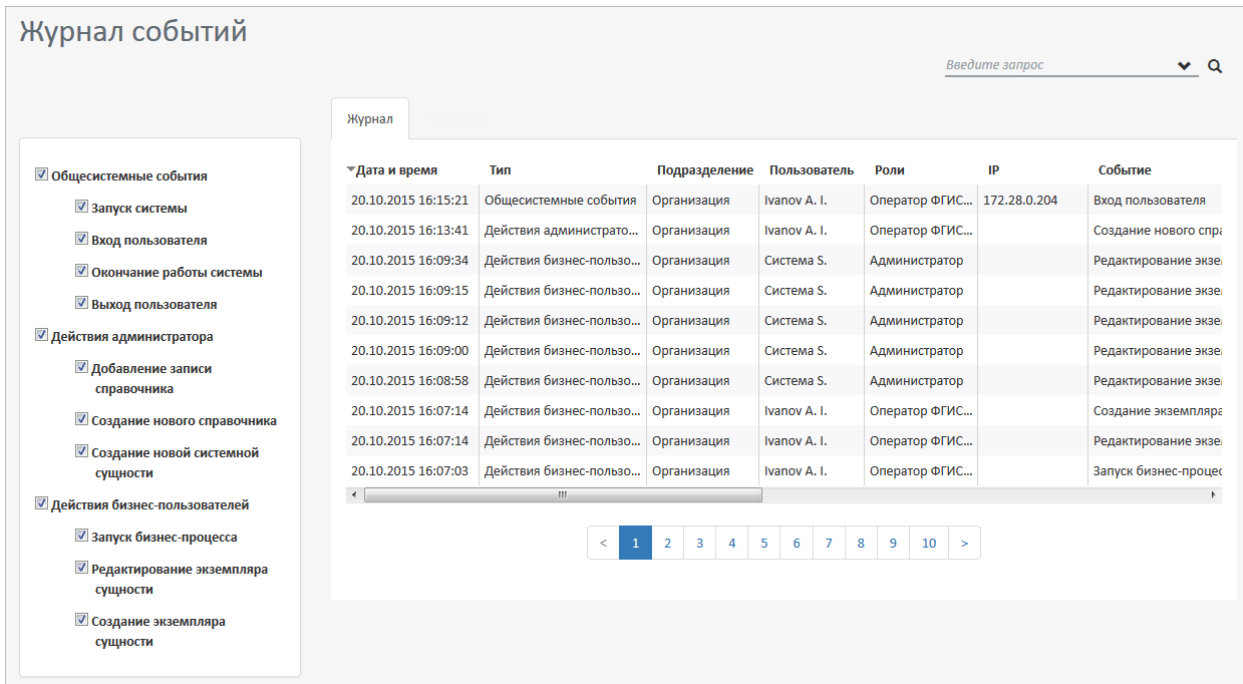 Журнал событий
Введите запрос
Журнал
Общесистемные события
Запуск системы
Вход пользователя
Окончание работы системы
Выход пользователя
Действия администратора
Добавление записи
справочника
Создание нового справочника
Создание новой системной
сущности
Действия бизнес-пользователей
Запуск бизнес-процесса
Редактирование экземпляра
сущности
Создание экземпляра
сущности
Дата и время Тип Подразделение Пользователь Роли IP Событие
20.10.2015 16:15:21 Общесистемные события Организация Ivanov A. I. Оператор ФГИС... 172.28.0.204 Вход пользователя
20.10.2015 16:13:41 Действия администрато... Организация Ivanov A. I. Оператор ФГИС... Создание нового спра
20.10.2015 16:09:34 Действия бизнес-пользо... Организация Система S. Администратор Редактирование экзе
20.10.2015 16:09:15 Действия бизнес-пользо... Организация Система S. Администратор Редактирование экзе
20.10.2015 16:09:12 Действия бизнес-пользо... Организация Система S. Администратор Редактирование экзе
20.10.2015 16:09:00 Действия бизнес-пользо... Организация Система S. Администратор Редактирование экзе
20.10.2015 16:08:58 Действия бизнес-пользо... Организация Система S. Администратор Редактирование экзе
20.10.2015 16:07:14 Действия бизнес-пользо... Организация Ivanov A. I. Оператор ФГИС... Создание экземпляра
20.10.2015 16:07:14 Действия бизнес-пользо... Организация Ivanov A. I. Оператор ФГИС... Редактирование экзе
20.10.2015 16:07:03 Действия бизнес-пользо... Организация Ivanov A. I. Оператор ФГИС... Запуск бизнес-процес
< 1 2 3 4 5 6 7 8 9 10 >